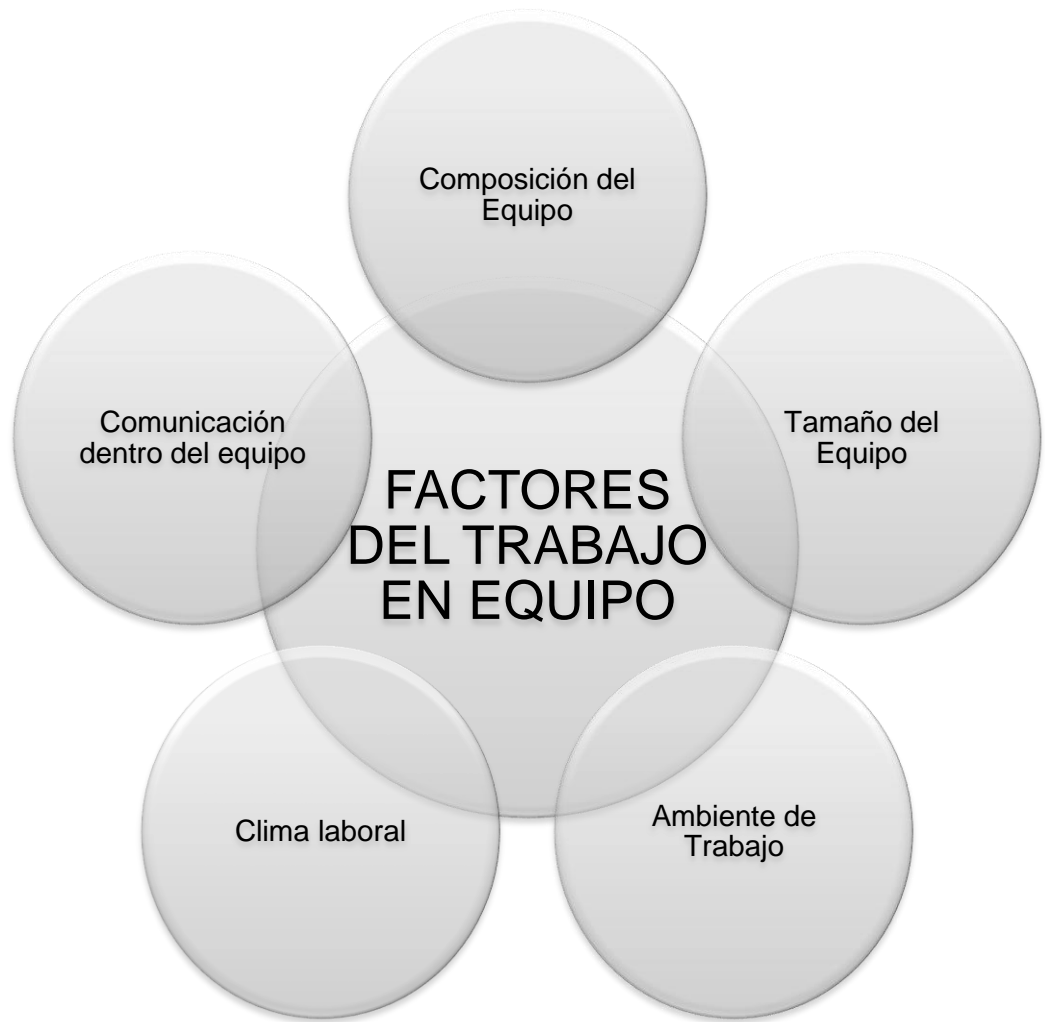 Composición del
Equipo
Comunicación
dentro del equipo
Tamaño del
Equipo
FACTORES
DEL TRABAJO
EN EQUIPO
Clima laboral
Ambiente de
Trabajo